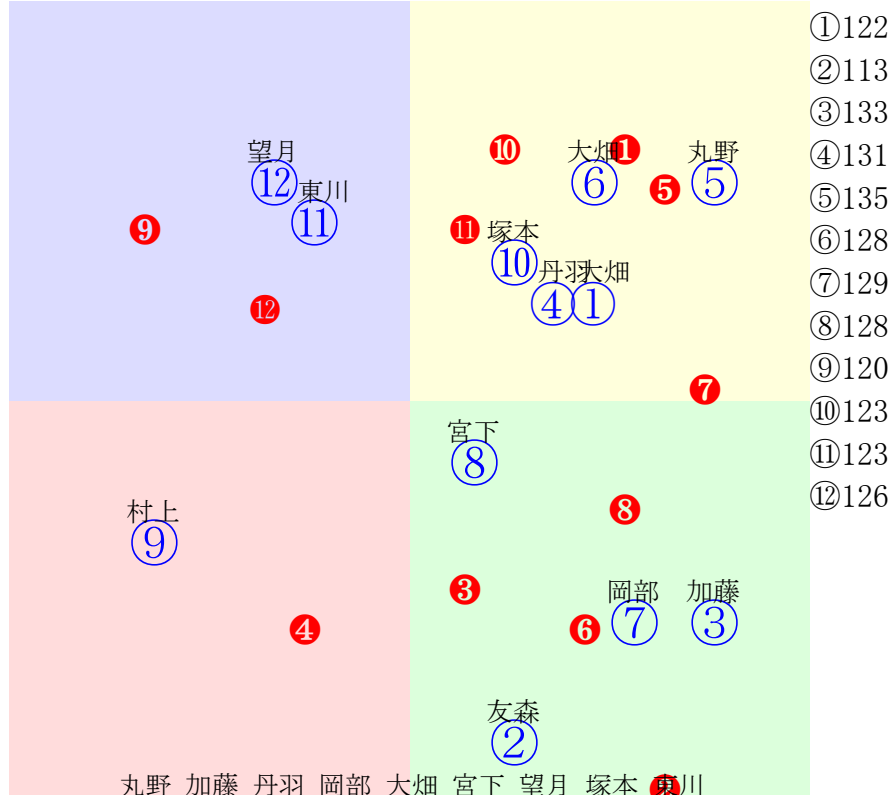 ①122
②113
③133
④131
⑤135
⑥128
⑦129
⑧128
⑨120
⑩123
⑪123
⑫126
望月
⑫
東川
⑪
❾
⑫
❿
大畑
❶
⑥
丸野
⑤
❺
⓫
塚本
⑩
丹羽
④
大畑
①
❼
宮下
⑧
❽
村上
⑨
❹
❸
❻
岡部
⑦
加藤
③
友森
②
丸野 加藤 丹羽 岡部 大畑 宮下 望月 塚本 東川